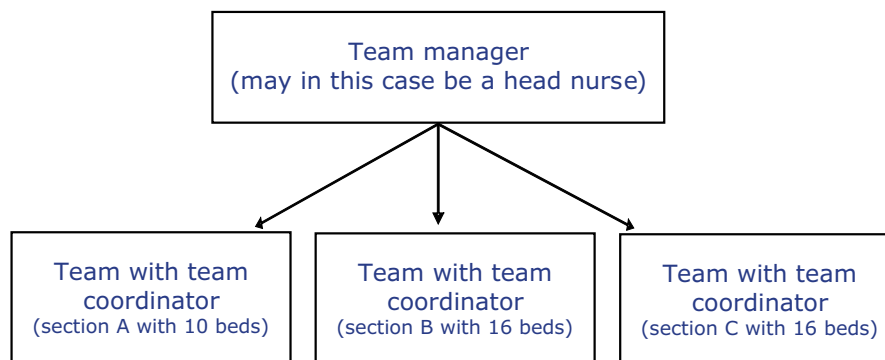 Team manager
(may in this case be a head nurse)
Team with team
coordinator
(section A with 10 beds)
Team with team
coordinator
(section B with 16 beds)
Team with team
coordinator
(section C with 16 beds)